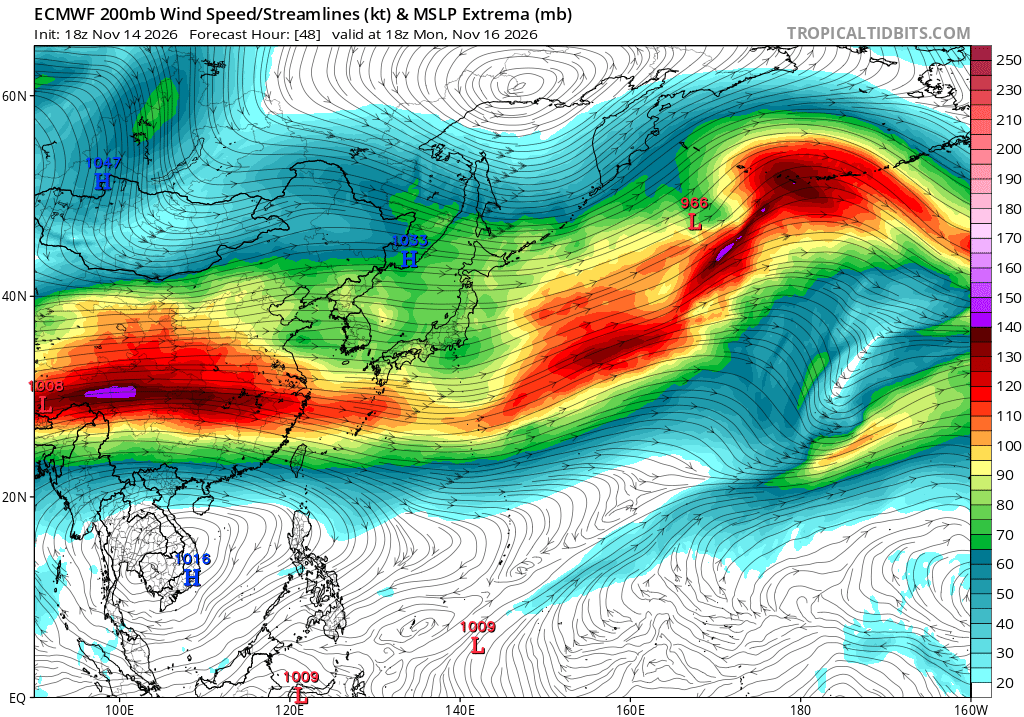 ECMWF 200mb Wind Speed/Streamlines (kt) & MSLP Extrema (mb)
Init: 18z Nov 14 2026   Forecast Hour: [48]   valid at 18z Mon, Nov 16 2026
TROPICALTIDBITS.COM
250
230
210
200
190
180
170
160
150
140
130
120
110
100
90
80
70
60
50
40
30
20
60N
40N
20N
EQ
1047
H
966
L
1033
H
1008
L
1016
H
1009
L
1009
L
100E
120E
140E
160E
180
160W